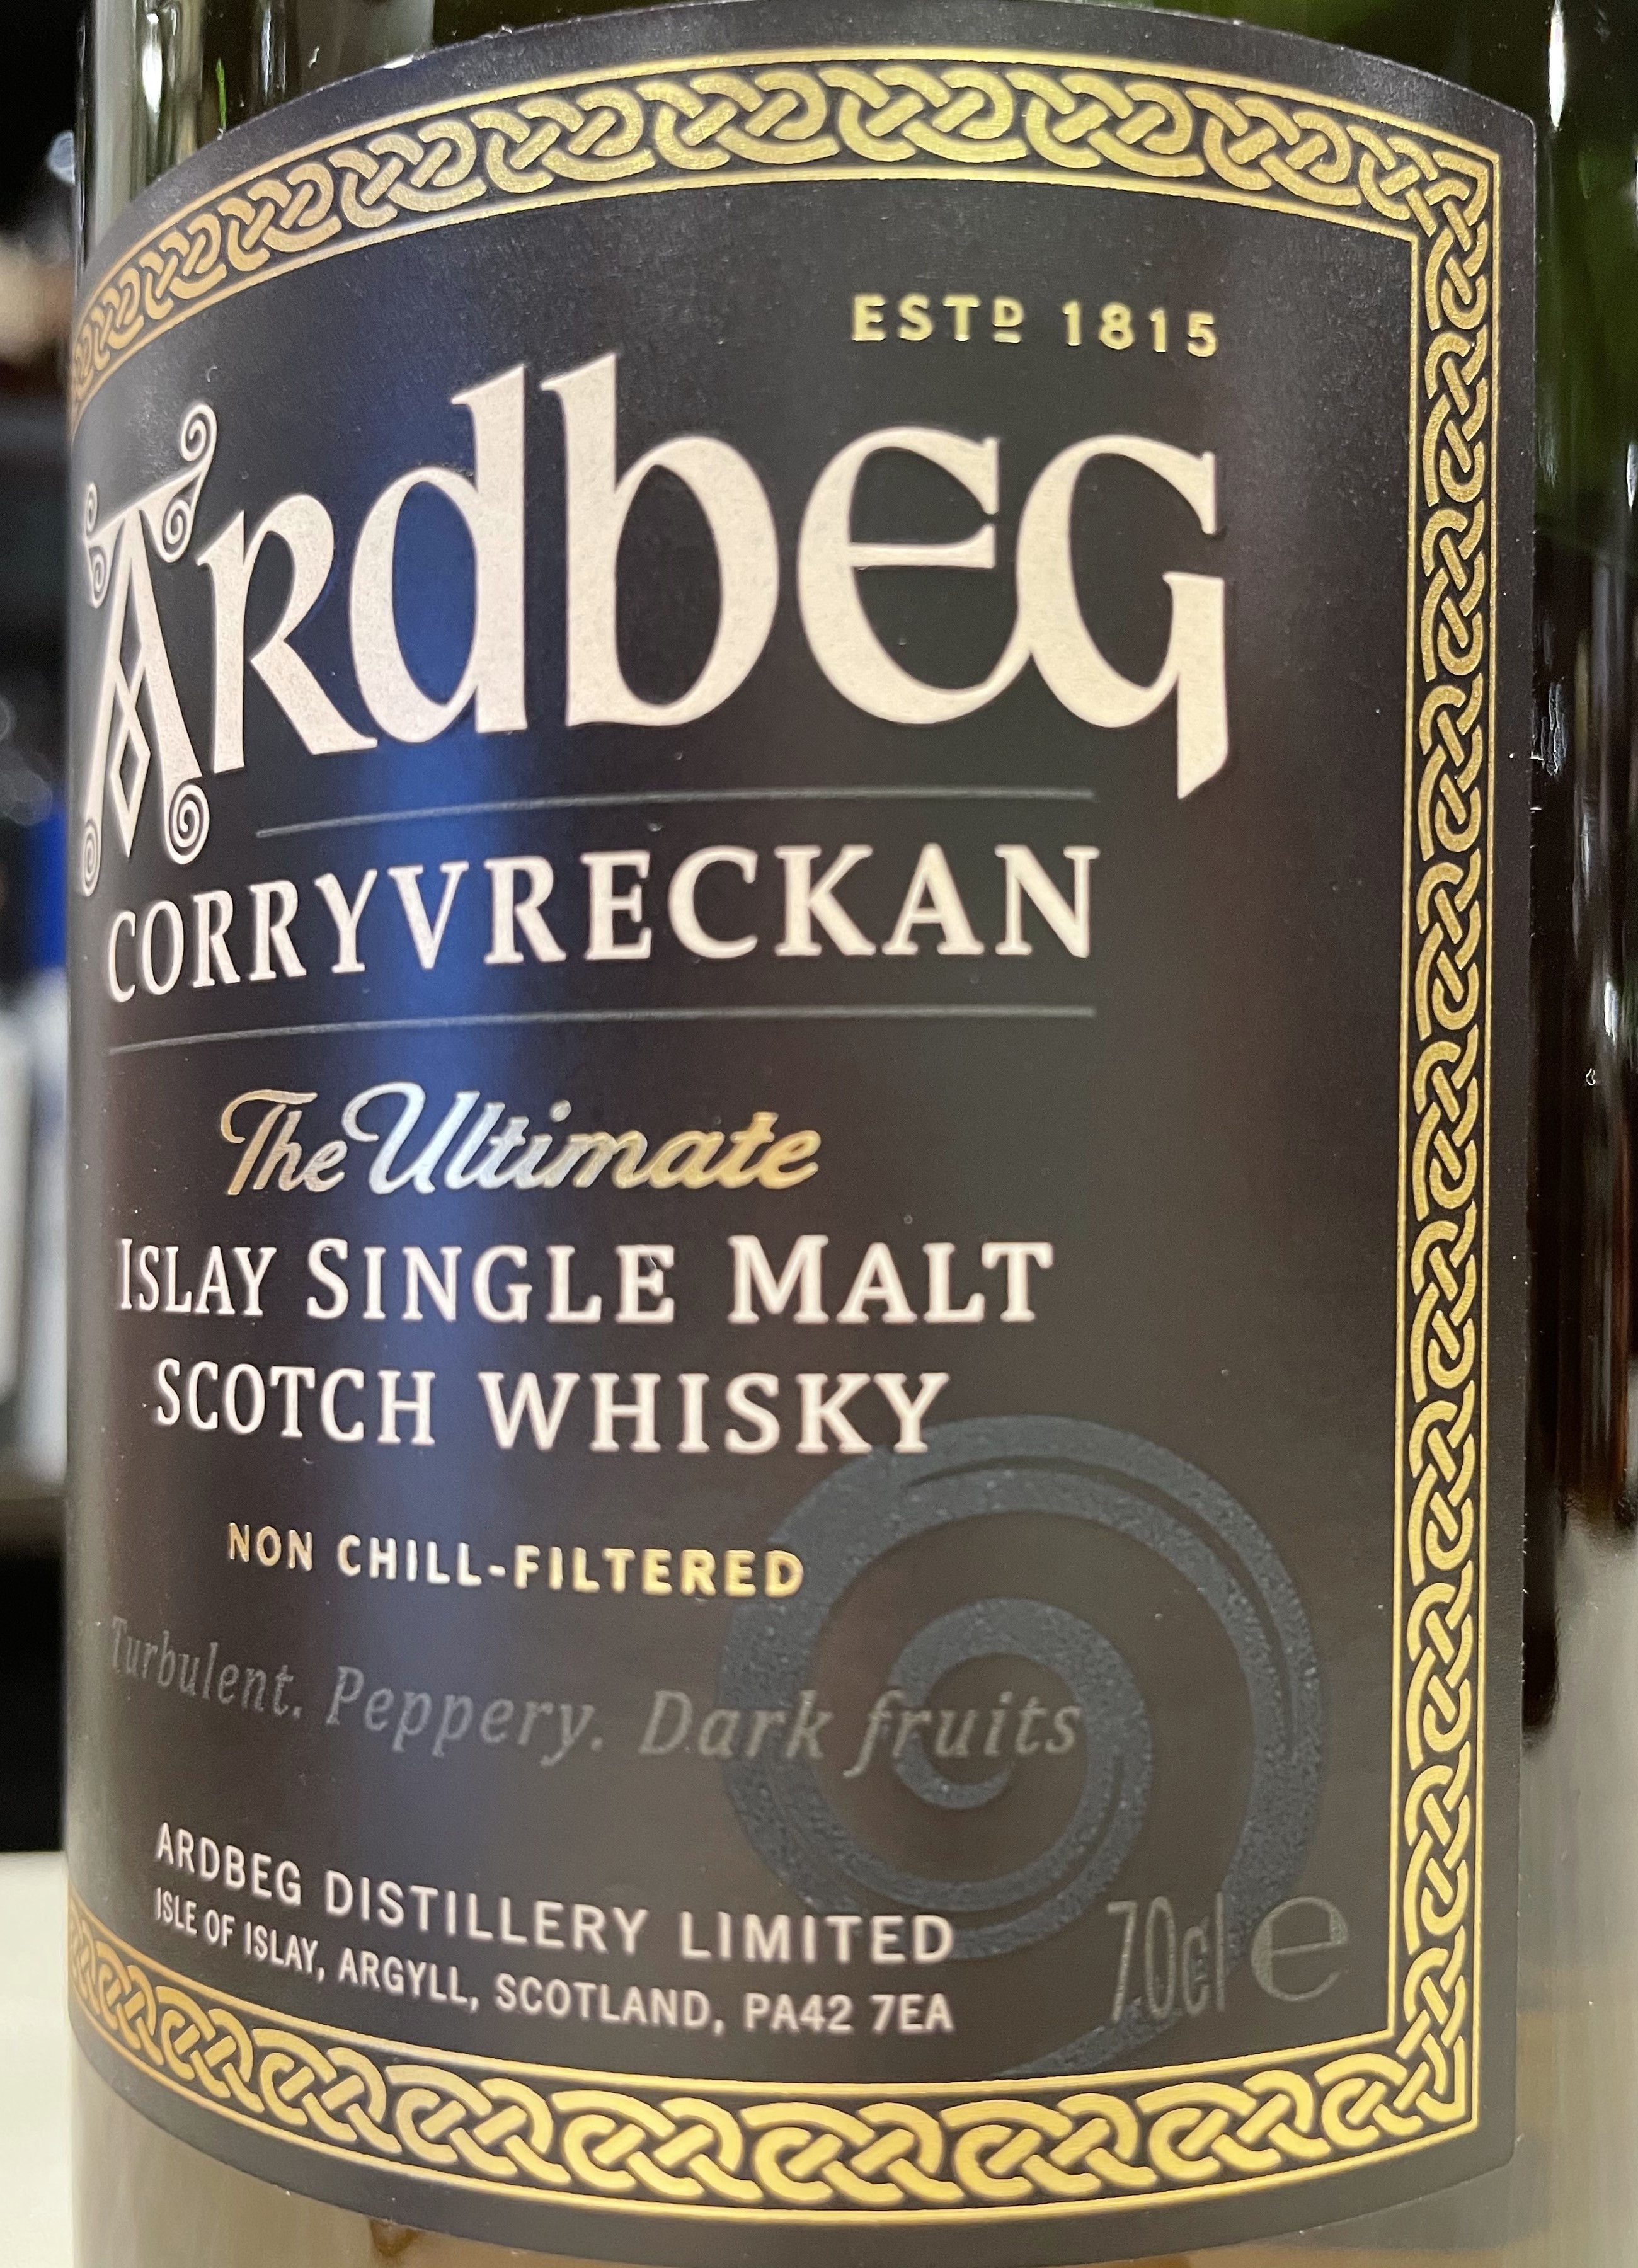 ESTD 1815
Ardbeg
CORRYVRECKAN
The Ultimate
ISLAY SINGLE MALT
SCOTCH WHISKY
NON CHILL-FILTERED
Turbulent. Peppery. Dark fruits
ARDBEG DISTILLERY LIMITED
ISLE OF ISLAY, ARGYLL, SCOTLAND, PA42 7EA
70cl e